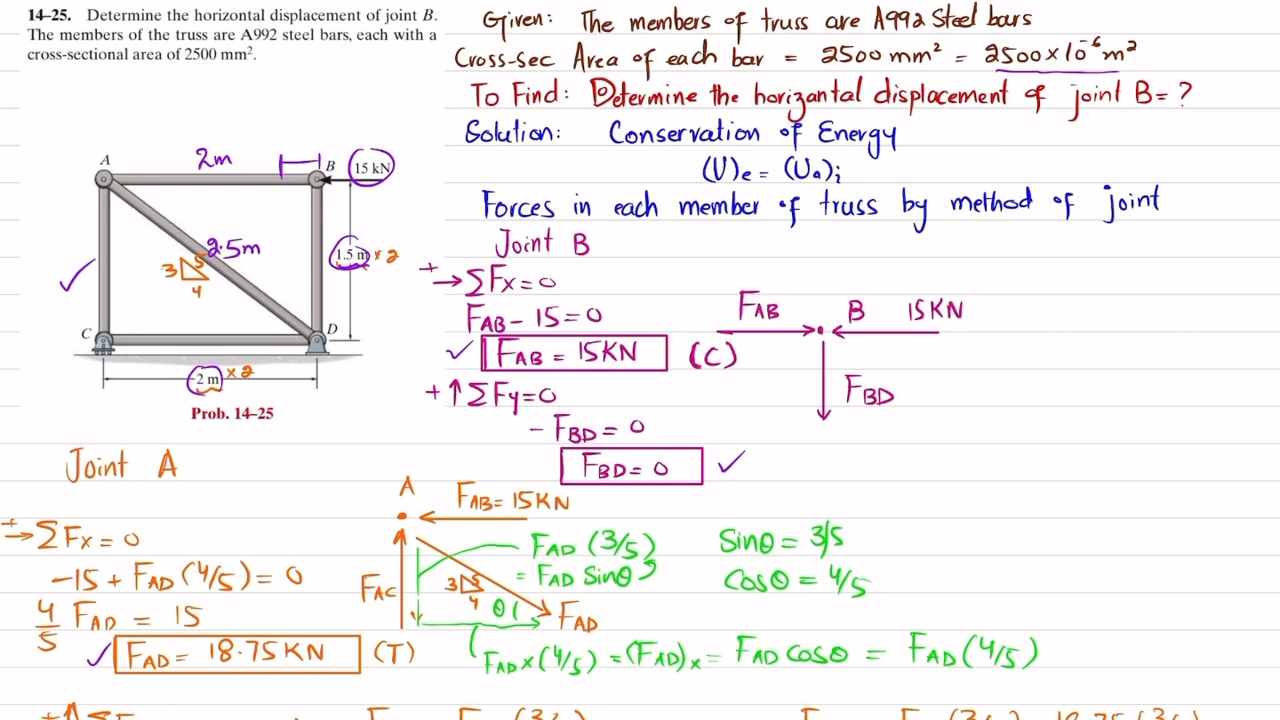 14–25. Determine the horizontal displacement of joint B.
The members of the truss are A992 steel bars, each with a
cross-sectional area of 2500 mm².
Given: The members of truss are A992 Steel bars
Cross-sec Area of each bar = 2500 mm² = 2500×10⁻⁶ m²
To Find: Determine the horizantal displacement of joint B = ?
Solution: Conservation of Energy
(U)e = (Ua)i
Forces in each member of truss by method of joint
A
2m
B
15 kN
2.5m
3
5
4
1.5 m × 2
C
D
2 m × 2
Prob. 14–25
Joint B
+→ ΣFx = 0
FAB - 15 = 0
FAB = 15KN (C)
+↑ ΣFy = 0
- FBD = 0
FBD = 0
FAB
B
15KN
FBD
Joint A
+→ ΣFx = 0
-15 + FAD (4/5) = 0
4/5 FAD = 15
FAD = 18.75 KN (T)
A
FAB = 15KN
FAC
FAD (3/5)
= FAD Sinθ
3
5
4
θ
FAD
FAD × (4/5) = (FAD)x = FAD cosθ = FAD (4/5)
Sinθ = 3/5
Cosθ = 4/5